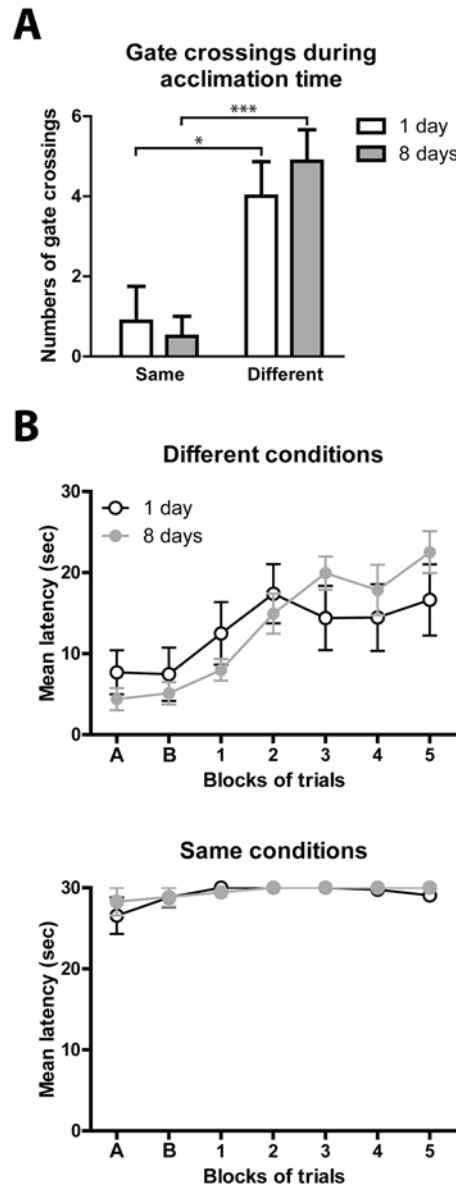 A
Gate crossings during
acclimation time
Numbers of gate crossings
6
4
2
0
*
***
1 day
8 days
Same
Different
B
Different conditions
Mean latency (sec)
30
20
10
0
1 day
8 days
A B 1 2 3 4 5
Blocks of trials
Same conditions
Mean latency (sec)
30
20
10
0
A B 1 2 3 4 5
Blocks of trials